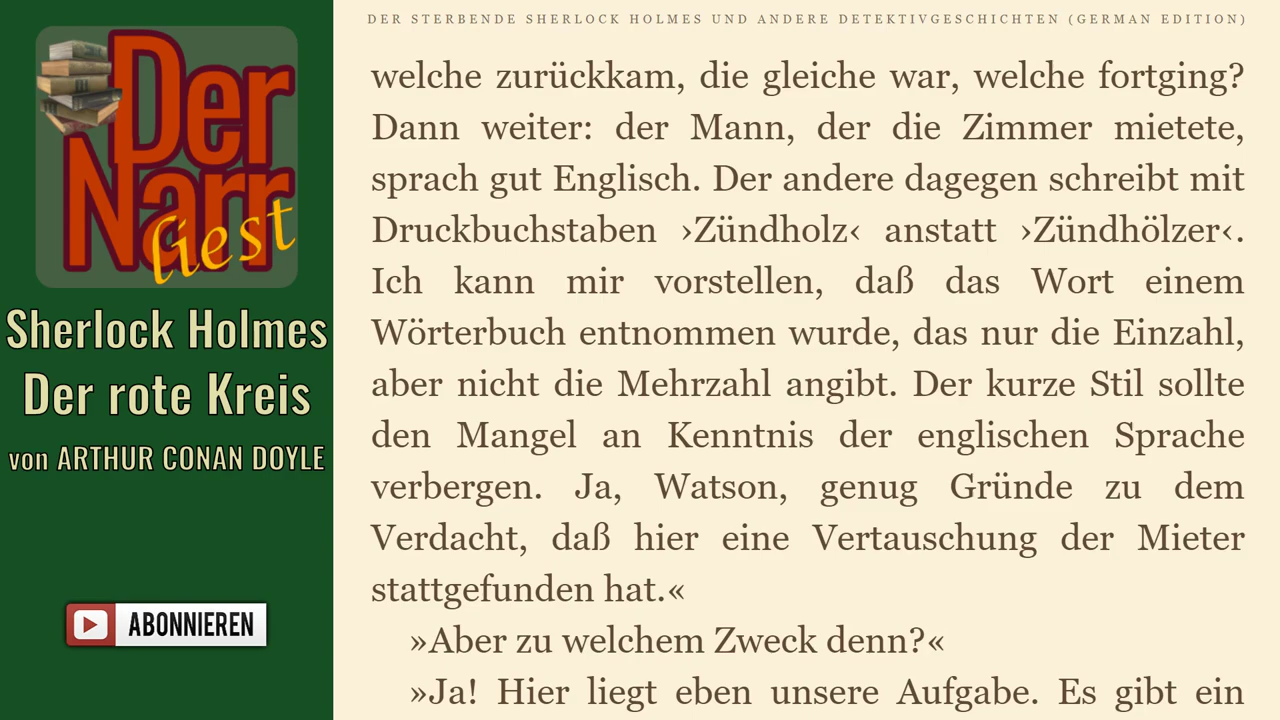 Der
Narr
liest
Sherlock Holmes
Der rote Kreis
von ARTHUR CONAN DOYLE
ABONNIEREN
DER STERBENDE SHERLOCK HOLMES UND ANDERE DETEKTIVGESCHICHTEN (GERMAN EDITION)
welche zurückkam, die gleiche war, welche fortging?
Dann weiter: der Mann, der die Zimmer mietete,
sprach gut Englisch. Der andere dagegen schreibt mit
Druckbuchstaben ›Zündholz‹ anstatt ›Zündhölzer‹.
Ich kann mir vorstellen, daß das Wort einem
Wörterbuch entnommen wurde, das nur die Einzahl,
aber nicht die Mehrzahl angibt. Der kurze Stil sollte
den Mangel an Kenntnis der englischen Sprache
verbergen. Ja, Watson, genug Gründe zu dem
Verdacht, daß hier eine Vertauschung der Mieter
stattgefunden hat.«
»Aber zu welchem Zweck denn?«
»Ja! Hier liegt eben unsere Aufgabe. Es gibt ein